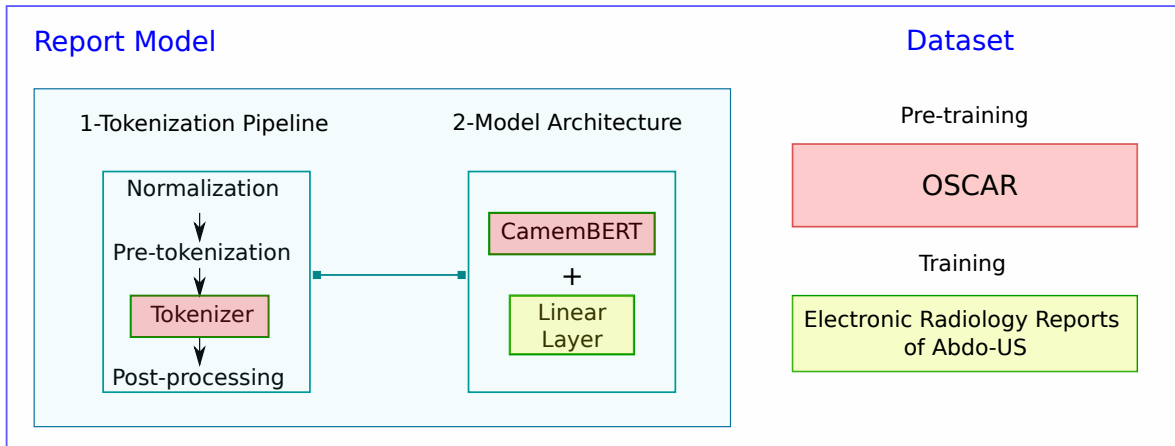 Report Model
Dataset
1-Tokenization Pipeline
2-Model Architecture
Normalization
Pre-tokenization
Tokenizer
Post-processing
CamemBERT
+
Linear
Layer
Pre-training
OSCAR
Training
Electronic Radiology Reports
of Abdo-US